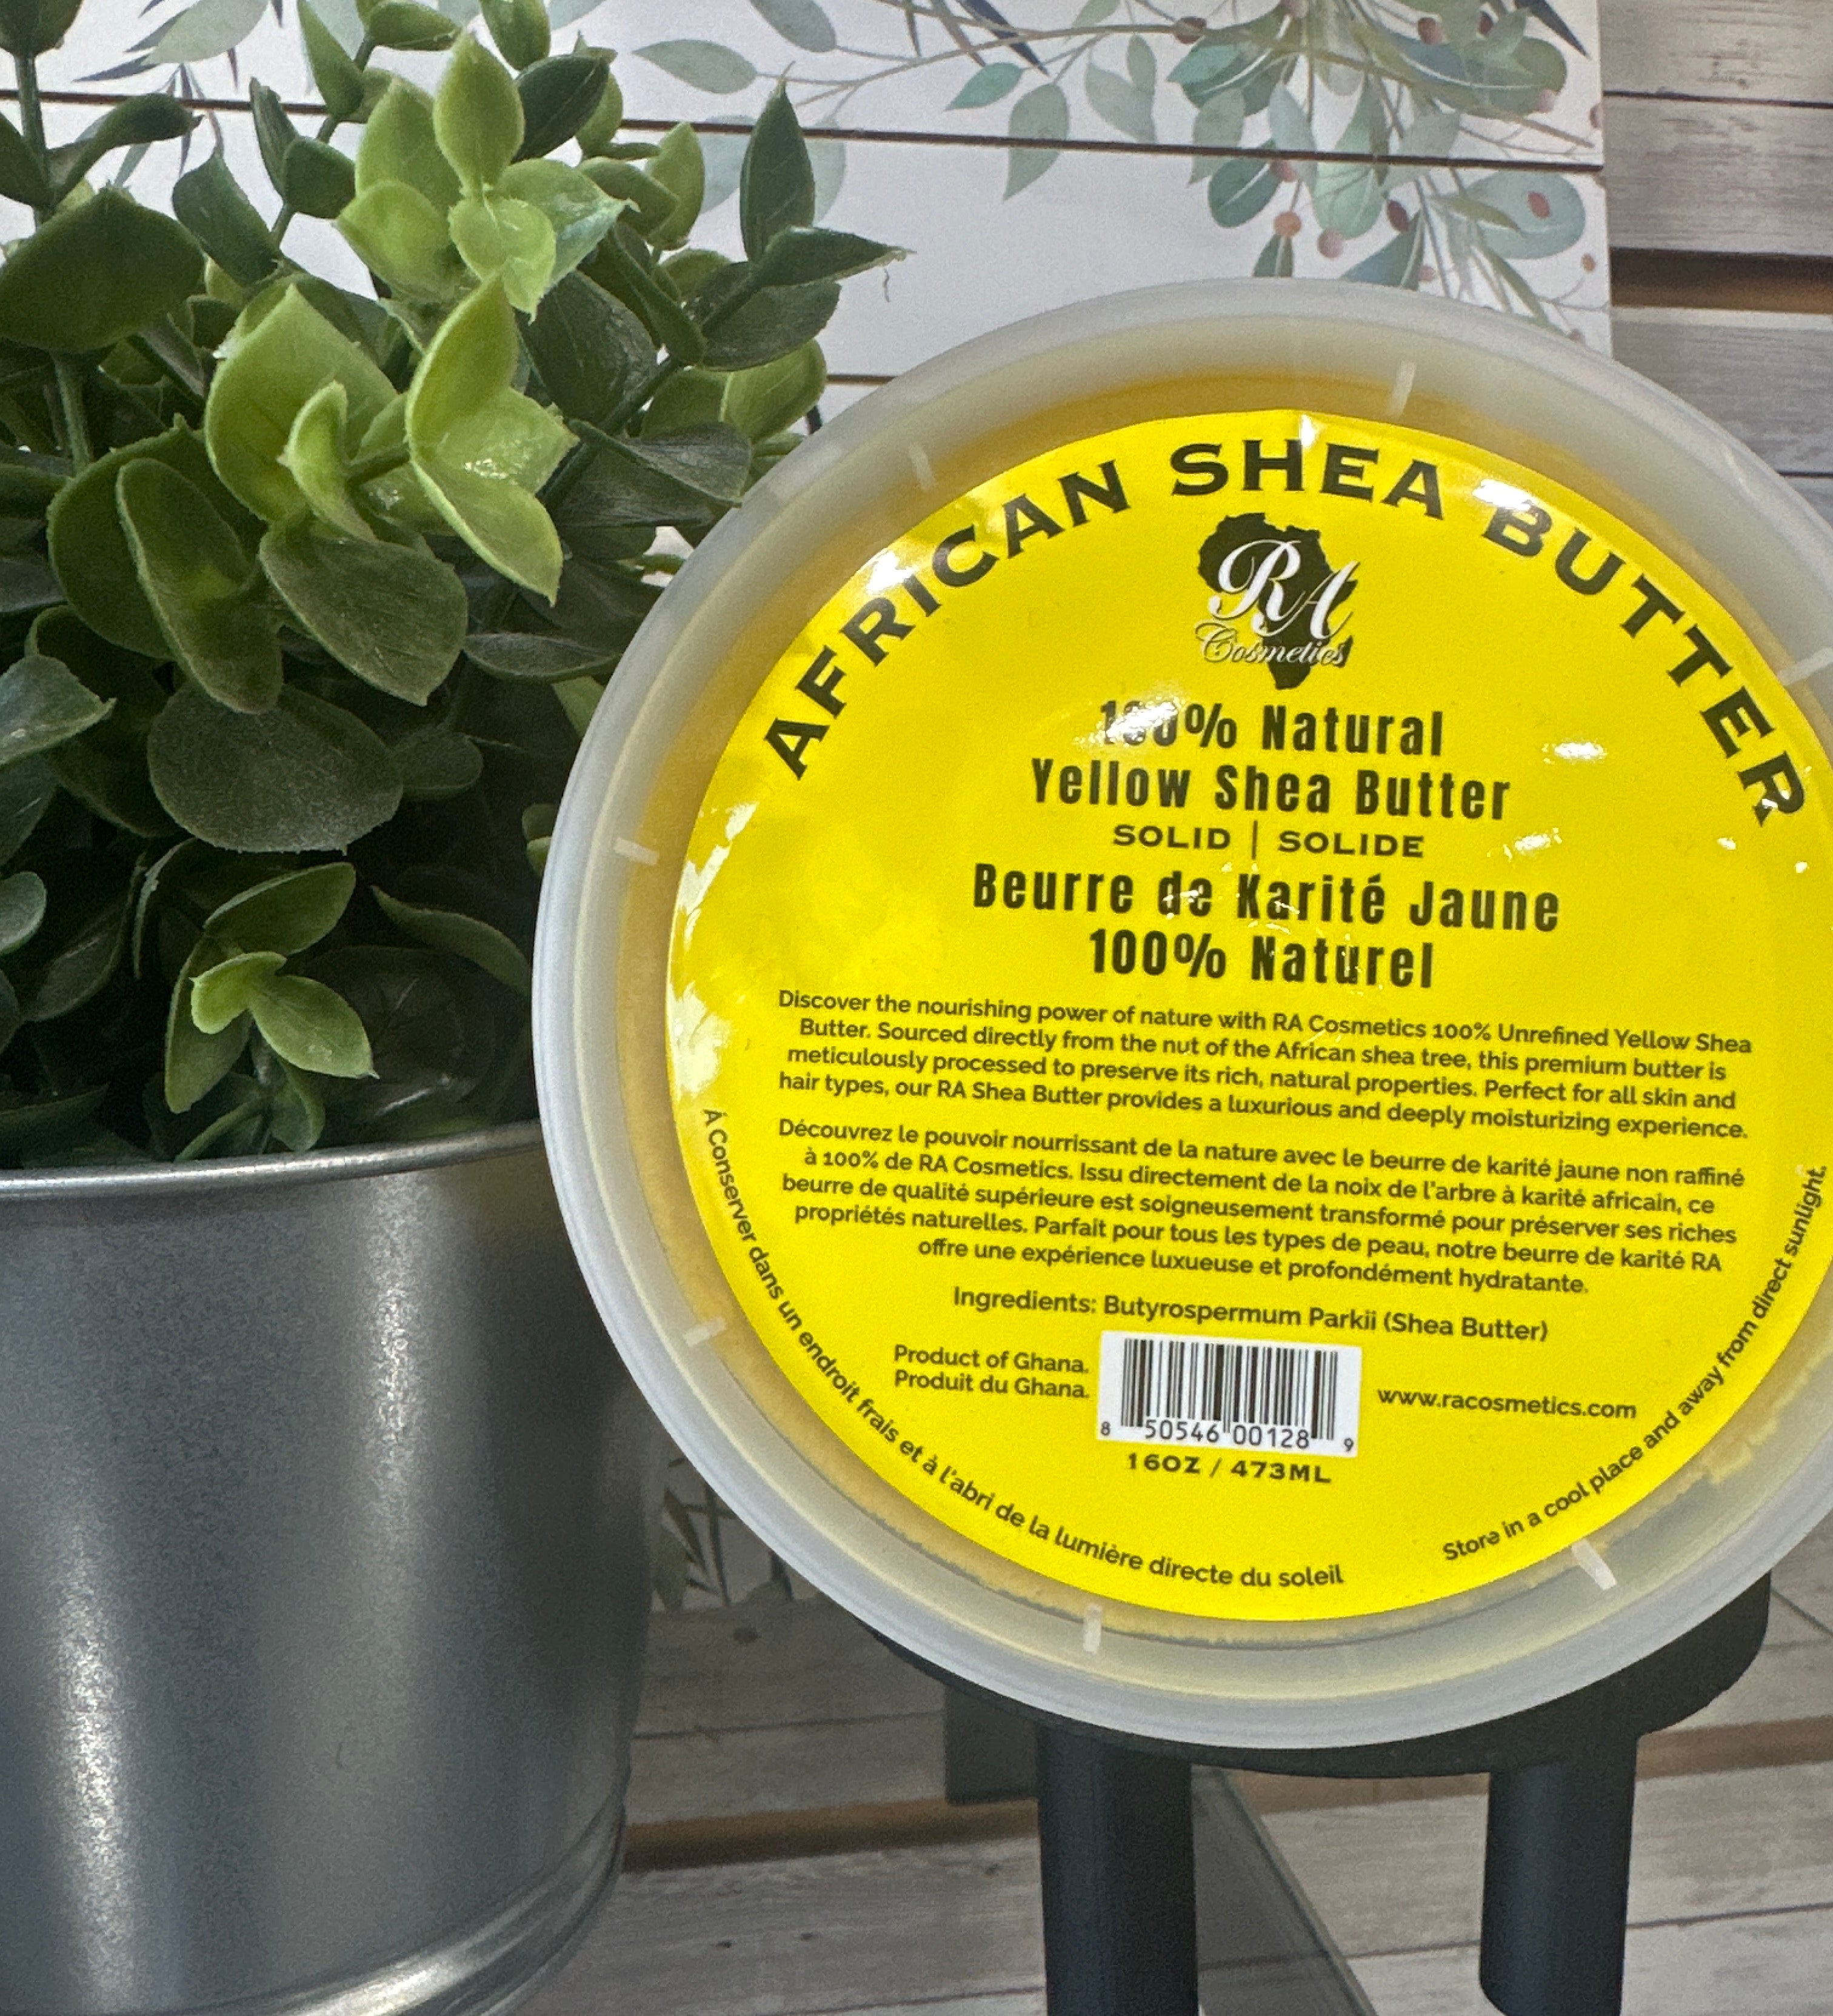 AFRICAN SHEA BUTTER
RA
Cosmetics
100% Natural
Yellow Shea Butter
SOLID | SOLIDE
Beurre de Karité Jaune
100% Naturel
Discover the nourishing power of nature with RA Cosmetics 100% Unrefined Yellow Shea
Butter. Sourced directly from the nut of the African shea tree, this premium butter is
meticulously processed to preserve its rich, natural properties. Perfect for all skin and
hair types, our RA Shea Butter provides a luxurious and deeply moisturizing experience.
Découvrez le pouvoir nourrissant de la nature avec le beurre de karité jaune non raffiné
à 100% de RA Cosmetics. Issu directement de la noix de l'arbre à karité africain, ce
beurre de qualité supérieure est soigneusement transformé pour préserver ses riches
propriétés naturelles. Parfait pour tous les types de peau, notre beurre de karité RA
offre une expérience luxueuse et profondément hydratante.
Ingredients: Butyrospermum Parkii (Shea Butter)
Product of Ghana.
Produit du Ghana.
8 50546 00128 9
www.racosmetics.com
16OZ / 473ML
Á Conserver dans un endroit frais et à l'abri de la lumière directe du soleil
Store in a cool place and away from direct sunlight.